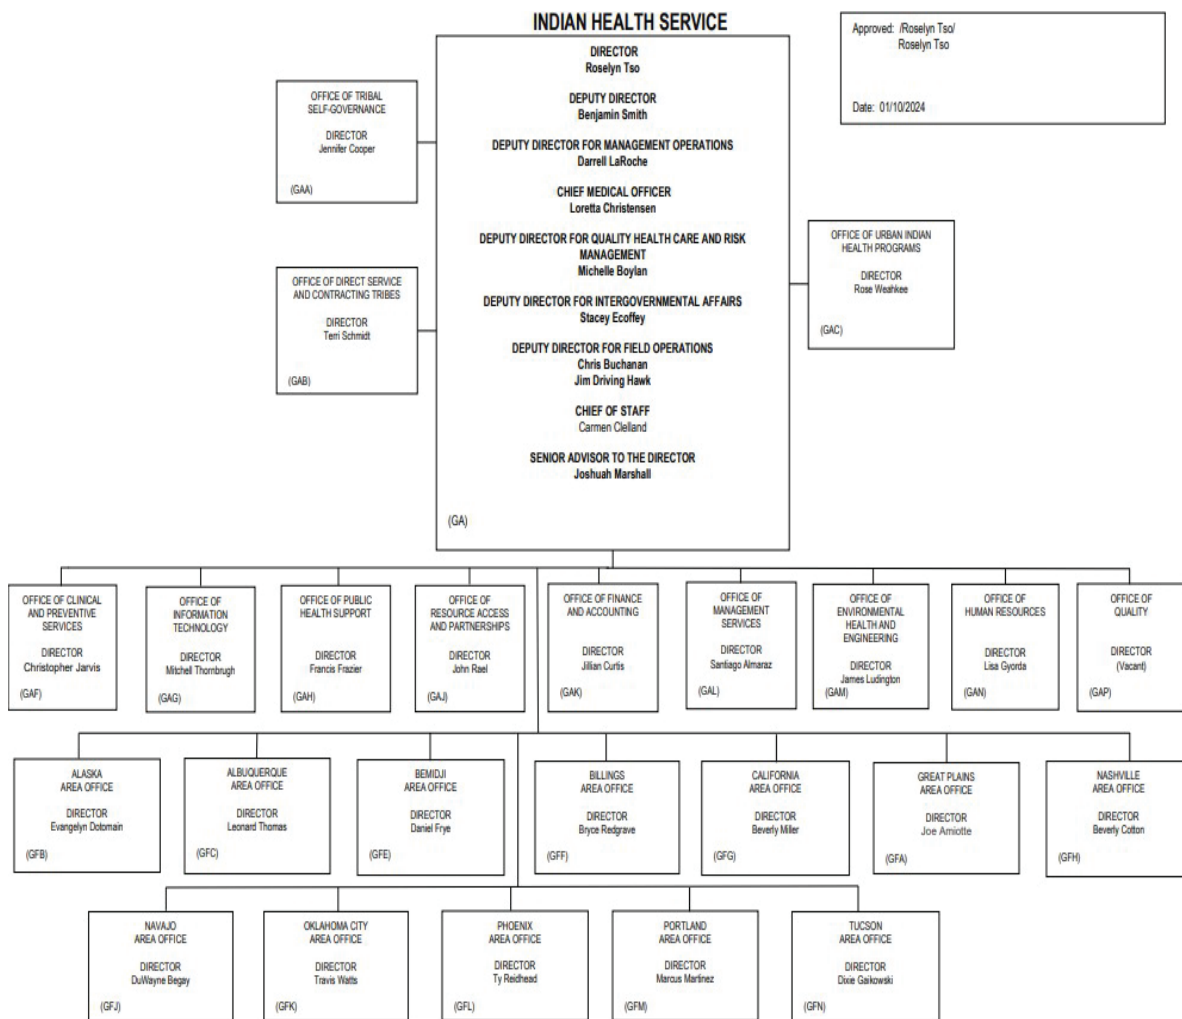 INDIAN HEALTH SERVICE
DIRECTOR
Roselyn Tso
DEPUTY DIRECTOR
Benjamin Smith
DEPUTY DIRECTOR FOR MANAGEMENT OPERATIONS
Darrell LaRoche
CHIEF MEDICAL OFFICER
Loretta Christensen
DEPUTY DIRECTOR FOR QUALITY HEALTH CARE AND RISK
MANAGEMENT
Michelle Boylan
DEPUTY DIRECTOR FOR INTERGOVERNMENTAL AFFAIRS
Stacey Ecoffey
DEPUTY DIRECTOR FOR FIELD OPERATIONS
Chris Buchanan
Jim Driving Hawk
CHIEF OF STAFF
Carmen Clelland
SENIOR ADVISOR TO THE DIRECTOR
Joshuah Marshall
(GA)
Approved: /Roselyn Tso/
Roselyn Tso
Date: 01/10/2024
OFFICE OF TRIBAL
SELF-GOVERNANCE
DIRECTOR
Jennifer Cooper
(GAA)
OFFICE OF DIRECT SERVICE
AND CONTRACTING TRIBES
DIRECTOR
Terri Schmidt
(GAB)
OFFICE OF URBAN INDIAN
HEALTH PROGRAMS
DIRECTOR
Rose Weahkee
(GAC)
OFFICE OF CLINICAL
AND PREVENTIVE
SERVICES
DIRECTOR
Christopher Jarvis
(GAF)
OFFICE OF
INFORMATION
TECHNOLOGY
DIRECTOR
Mitchell Thornbrugh
(GAG)
OFFICE OF PUBLIC
HEALTH SUPPORT
DIRECTOR
Francis Frazier
(GAH)
OFFICE OF
RESOURCE ACCESS
AND PARTNERSHIPS
DIRECTOR
John Rael
(GAJ)
OFFICE OF FINANCE
AND ACCOUNTING
DIRECTOR
Jillian Curtis
(GAK)
OFFICE OF
MANAGEMENT
SERVICES
DIRECTOR
Santiago Almaraz
(GAL)
OFFICE OF
ENVIRONMENTAL
HEALTH AND
ENGINEERING
DIRECTOR
James Ludington
(GAM)
OFFICE OF
HUMAN RESOURCES
DIRECTOR
Lisa Gyorda
(GAN)
OFFICE OF
QUALITY
DIRECTOR
(Vacant)
(GAP)
ALASKA
AREA OFFICE
DIRECTOR
Evangelyn Dotomain
(GFB)
ALBUQUERQUE
AREA OFFICE
DIRECTOR
Leonard Thomas
(GFC)
BEMIDJI
AREA OFFICE
DIRECTOR
Daniel Frye
(GFE)
BILLINGS
AREA OFFICE
DIRECTOR
Bryce Redgrave
(GFF)
CALIFORNIA
AREA OFFICE
DIRECTOR
Beverly Miller
(GFG)
GREAT PLAINS
AREA OFFICE
DIRECTOR
Joe Amiotte
(GFA)
NASHVILLE
AREA OFFICE
DIRECTOR
Beverly Cotton
(GFH)
NAVAJO
AREA OFFICE
DIRECTOR
DuWayne Begay
(GFJ)
OKLAHOMA CITY
AREA OFFICE
DIRECTOR
Travis Watts
(GFK)
PHOENIX
AREA OFFICE
DIRECTOR
Ty Reidhead
(GFL)
PORTLAND
AREA OFFICE
DIRECTOR
Marcus Martinez
(GFM)
TUCSON
AREA OFFICE
DIRECTOR
Dixie Gaikowski
(GFN)